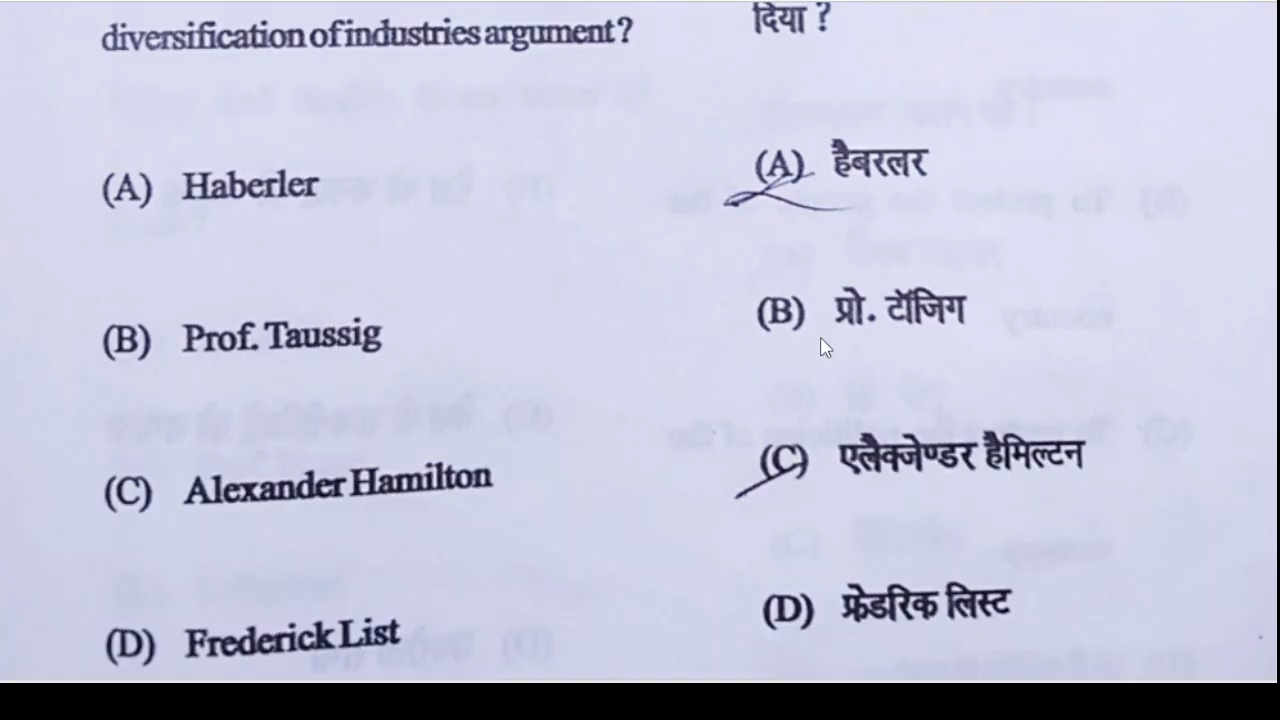 diversification of industries argument?
(A) Haberler
(B) Prof. Taussig
(C) Alexander Hamilton
(D) Frederick List
दिया ?
(A) हैबरलर
(B) प्रो. टॉजिग
(C) एलैक्जेण्डर हैमिल्टन
(D) फ्रेडरिक लिस्ट